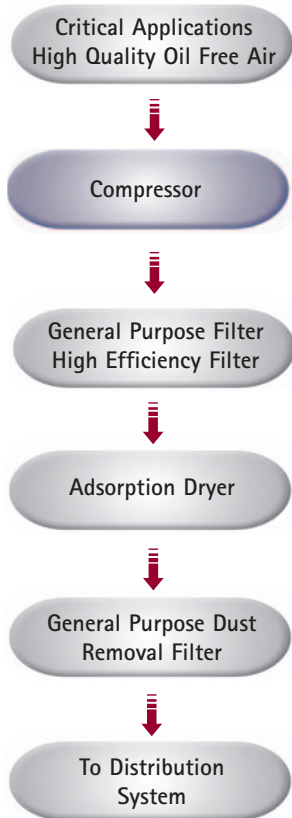 Critical Applications
High Quality Oil Free Air
Compressor
General Purpose Filter
High Efficiency Filter
Adsorption Dryer
General Purpose Dust
Removal Filter
To Distribution
System